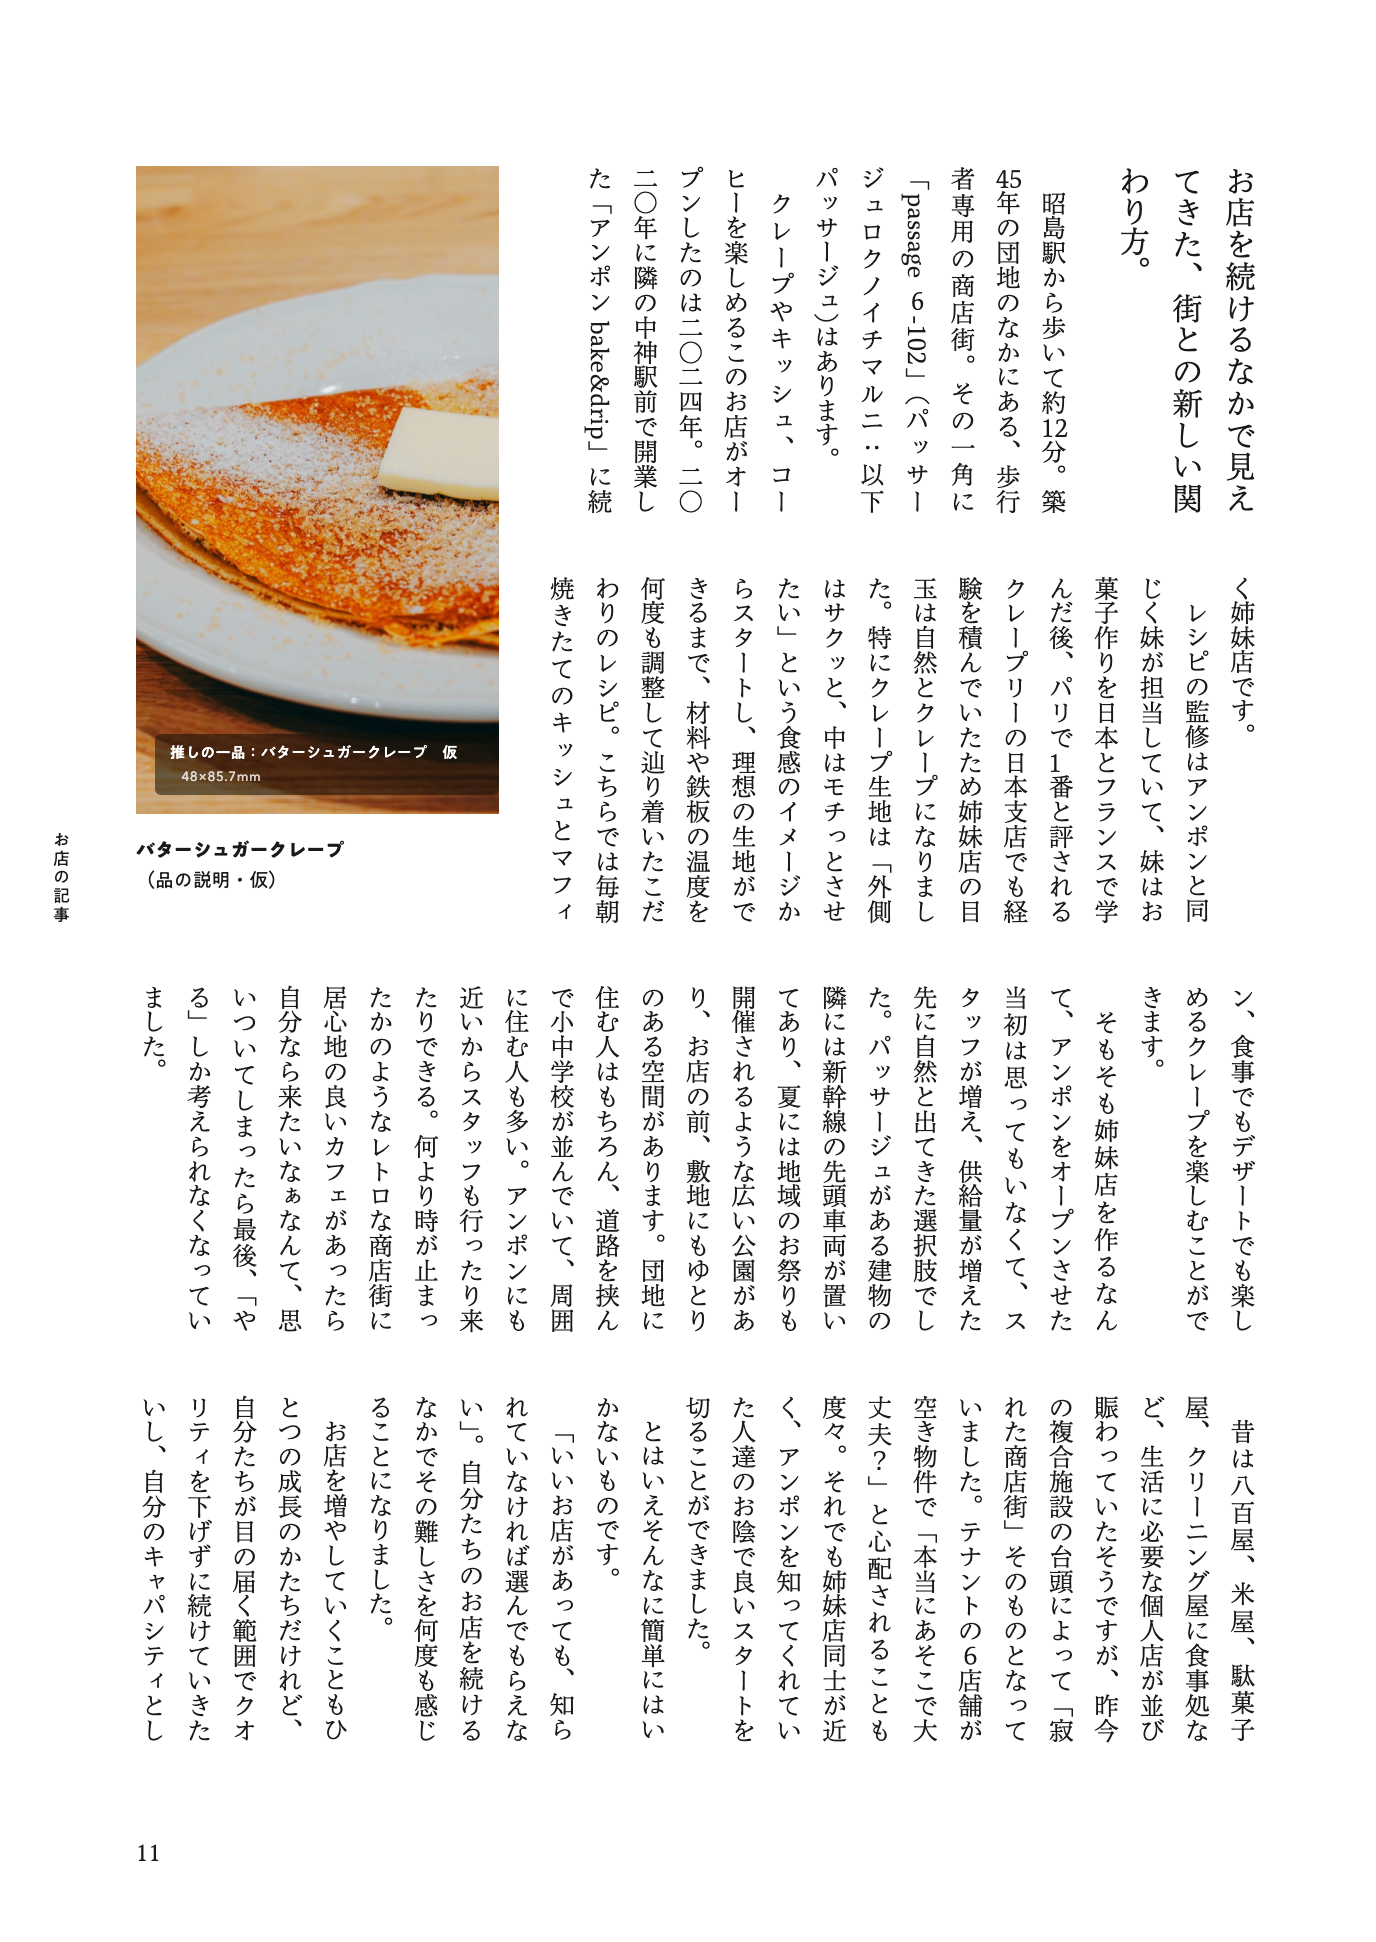 お店を続けるなかで見え
てきた、街との新しい関
わり方。
昭島駅から歩いて約12分。築
45年の団地のなかにある、歩行
者専用の商店街。その一角に
「passage 6-102」（パッサー
ジュロクノイチマルニ：以下
パッサージュ）はあります。
クレープやキッシュ、コー
ヒーを楽しめるこのお店がオー
プンしたのは二〇二四年。二〇
二〇年に隣の中神駅前で開業し
た「アンポン bake&drip」に続
く姉妹店です。
レシピの監修はアンポンと同
じく妹が担当していて、妹はお
菓子作りを日本とフランスで学
んだ後、パリで1番と評される
クレープリーの日本支店でも経
験を積んでいたため姉妹店の目
玉は自然とクレープになりまし
た。特にクレープ生地は「外側
はサクッと、中はモチっとさせ
たい」という食感のイメージか
らスタートし、理想の生地がで
きるまで、材料や鉄板の温度を
何度も調整して辿り着いたこだ
わりのレシピ。こちらでは毎朝
焼きたてのキッシュとマフィ
ン、食事でもデザートでも楽し
めるクレープを楽しむことがで
きます。
そもそも姉妹店を作るなん
て、アンポンをオープンさせた
当初は思ってもいなくて、ス
タッフが増え、供給量が増えた
先に自然と出てきた選択肢でし
た。パッサージュがある建物の
隣には新幹線の先頭車両が置い
てあり、夏には地域のお祭りも
開催されるような広い公園があ
り、お店の前、敷地にもゆとり
のある空間があります。団地に
住む人はもちろん、道路を挟ん
で小中学校が並んでいて、周囲
に住む人も多い。アンポンにも
近いからスタッフも行ったり来
たりできる。何より時が止まっ
たかのようなレトロな商店街に
居心地の良いカフェがあったら
自分なら来たいなぁなんて、思
いついてしまったら最後、「や
る」しか考えられなくなってい
ました。
昔は八百屋、米屋、駄菓子
屋、クリーニング屋に食事処な
ど、生活に必要な個人店が並び
賑わっていたそうですが、昨今
の複合施設の台頭によって「寂
れた商店街」そのものとなって
いました。テナントの6店舗が
空き物件で「本当にあそこで大
丈夫？」と心配されることも
度々。それでも姉妹店同士が近
く、アンポンを知ってくれてい
た人達のお陰で良いスタートを
切ることができました。
とはいえそんなに簡単にはい
かないものです。
「いいお店があっても、知ら
れていなければ選んでもらえな
い」。自分たちのお店を続ける
なかでその難しさを何度も感じ
ることになりました。
お店を増やしていくこともひ
とつの成長のかたちだけれど、
自分たちが目の届く範囲でクオ
リティを下げずに続けていきた
いし、自分のキャパシティとし
推しの一品：バターシュガークレープ　仮
48×85.7mm
バターシュガークレープ
（品の説明・仮）
お店の記事
11